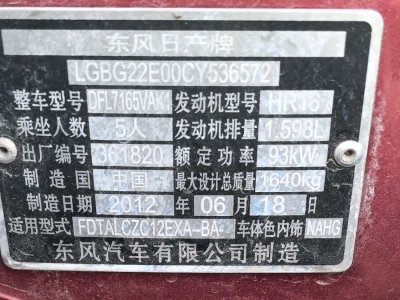 东风日产牌
LGBG22E00CY536572
整车型号 DFL7165VAK1 发动机型号 HR16
乘坐人数 5人 发动机排量 1.598L
出厂编号 361820 额定功率 93kW
制造国 中国 最大设计总质量 1640kg
制造日期 2012 年 06 月 18 日
适用型号 FDTALCZC12EXA-BA- 车体色内饰 NAHG
东风汽车有限公司制造